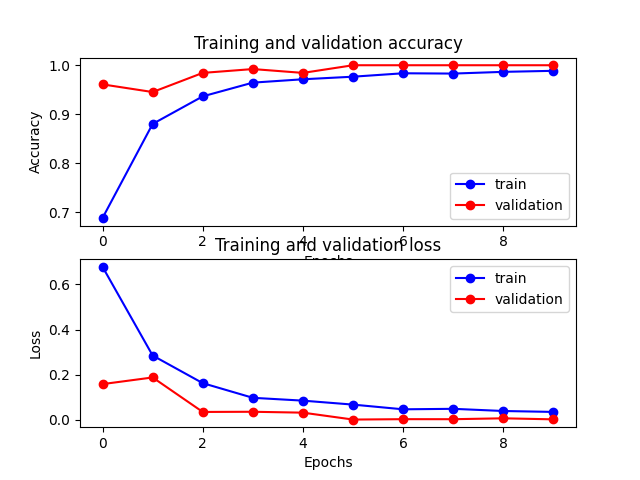 Training and validation accuracy
1.0
0.9
0.8
0.7
Accuracy
train
validation
0 2 4 6 8
Epochs
Training and validation loss
0.6
0.4
0.2
0.0
Loss
train
validation
0 2 4 6 8
Epochs